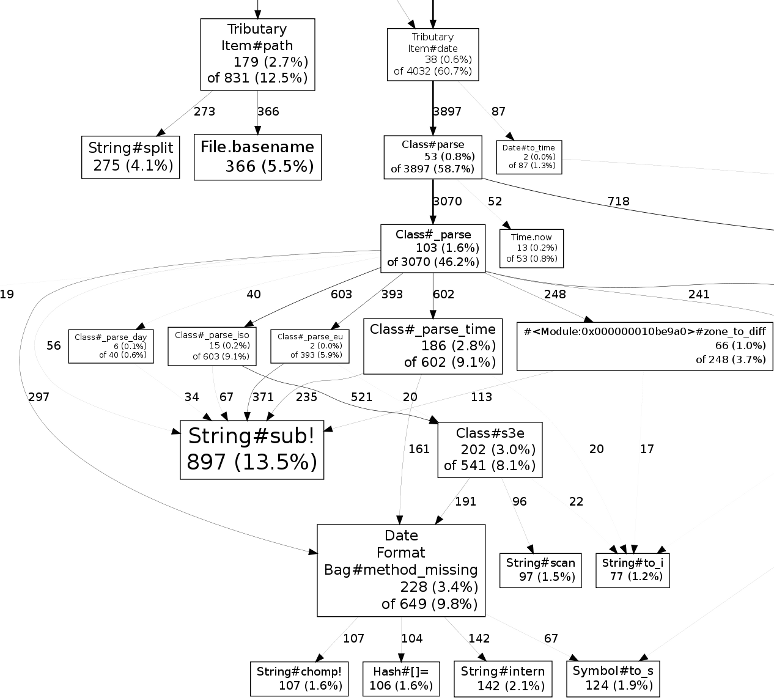 Tributary
Item#path
179 (2.7%)
of 831 (12.5%)
Tributary
Item#date
38 (0.6%)
of 4032 (60.7%)
273
366
3897
87
String#split
275 (4.1%)
File.basename
366 (5.5%)
Class#parse
53 (0.8%)
of 3897 (58.7%)
Date#to_time
2 (0.0%)
of 87 (1.3%)
3070
52
718
Class#_parse
103 (1.6%)
of 3070 (46.2%)
Time.now
13 (0.2%)
of 53 (0.8%)
19
40
603
393
602
248
241
56
Class#_parse_day
6 (0.1%)
of 40 (0.6%)
Class#_parse_iso
15 (0.2%)
of 603 (9.1%)
Class#_parse_eu
2 (0.0%)
of 393 (5.9%)
Class#_parse_time
186 (2.8%)
of 602 (9.1%)
#<Module:0x000000010be9a0>#zone_to_diff
66 (1.0%)
of 248 (3.7%)
297
34
67
371
235
521
20
113
String#sub!
897 (13.5%)
Class#s3e
202 (3.0%)
of 541 (8.1%)
161
20
17
191
96
22
Date
Format
Bag#method_missing
228 (3.4%)
of 649 (9.8%)
String#scan
97 (1.5%)
String#to_i
77 (1.2%)
107
104
142
67
String#chomp!
107 (1.6%)
Hash#[]=
106 (1.6%)
String#intern
142 (2.1%)
Symbol#to_s
124 (1.9%)